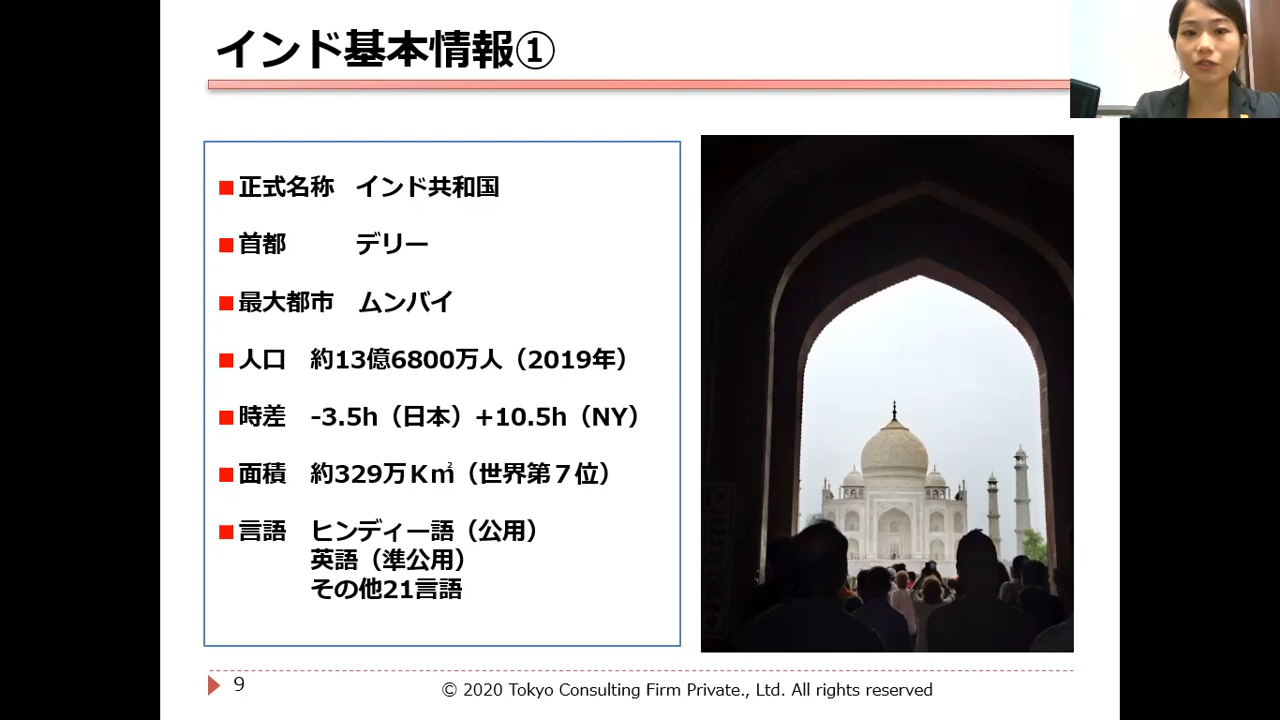 インド基本情報①
■正式名称　インド共和国
■首都　　　デリー
■最大都市　ムンバイ
■人口　約13億6800万人（2019年）
■時差　-3.5h（日本）+10.5h（NY）
■面積　約329万Ｋ㎡（世界第７位）
■言語　ヒンディー語（公用）
英語（準公用）
その他21言語
9
© 2020 Tokyo Consulting Firm Private., Ltd. All rights reserved